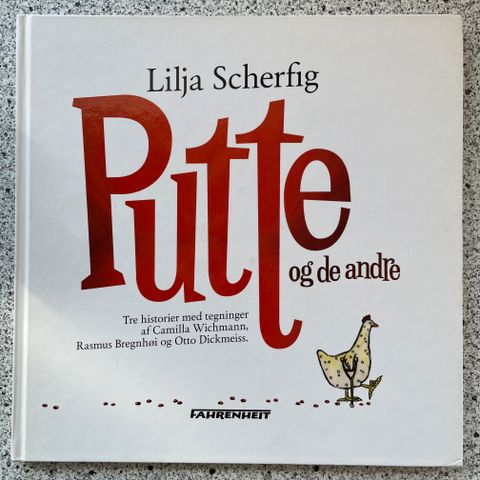 Lilja Scherfig
Putte
og de andre
Tre historier med tegninger
af Camilla Wichmann,
Rasmus Bregnhøi og Otto Dickmeiss.
FAHRENHEIT